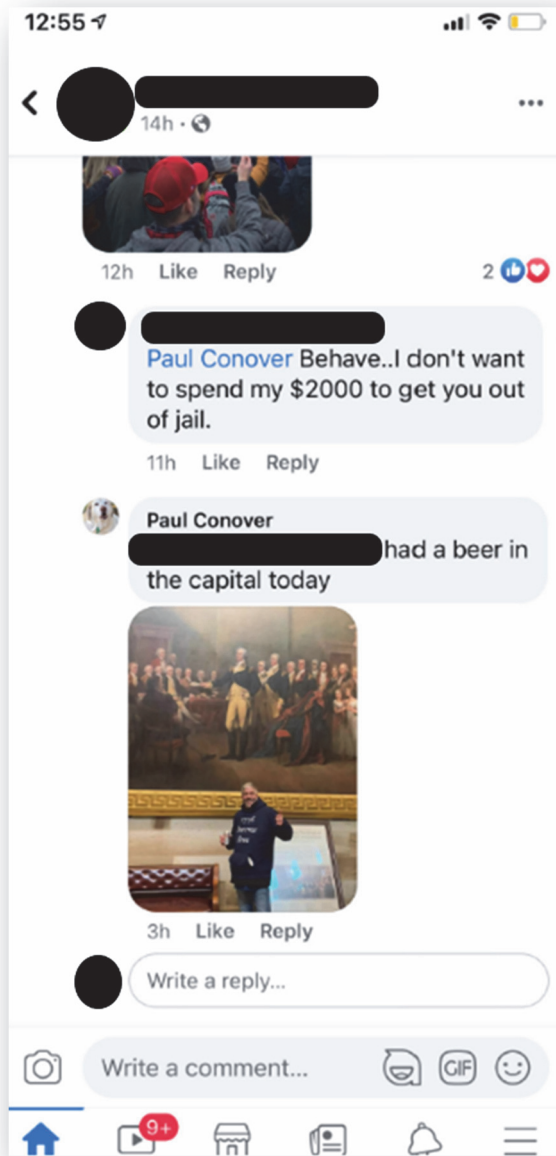 12:55
14h
12h Like Reply 2
Paul Conover Behave..I don't want
to spend my $2000 to get you out
of jail.
11h Like Reply
Paul Conover
had a beer in
the capital today
3h Like Reply
Write a reply...
Write a comment... GIF
9+